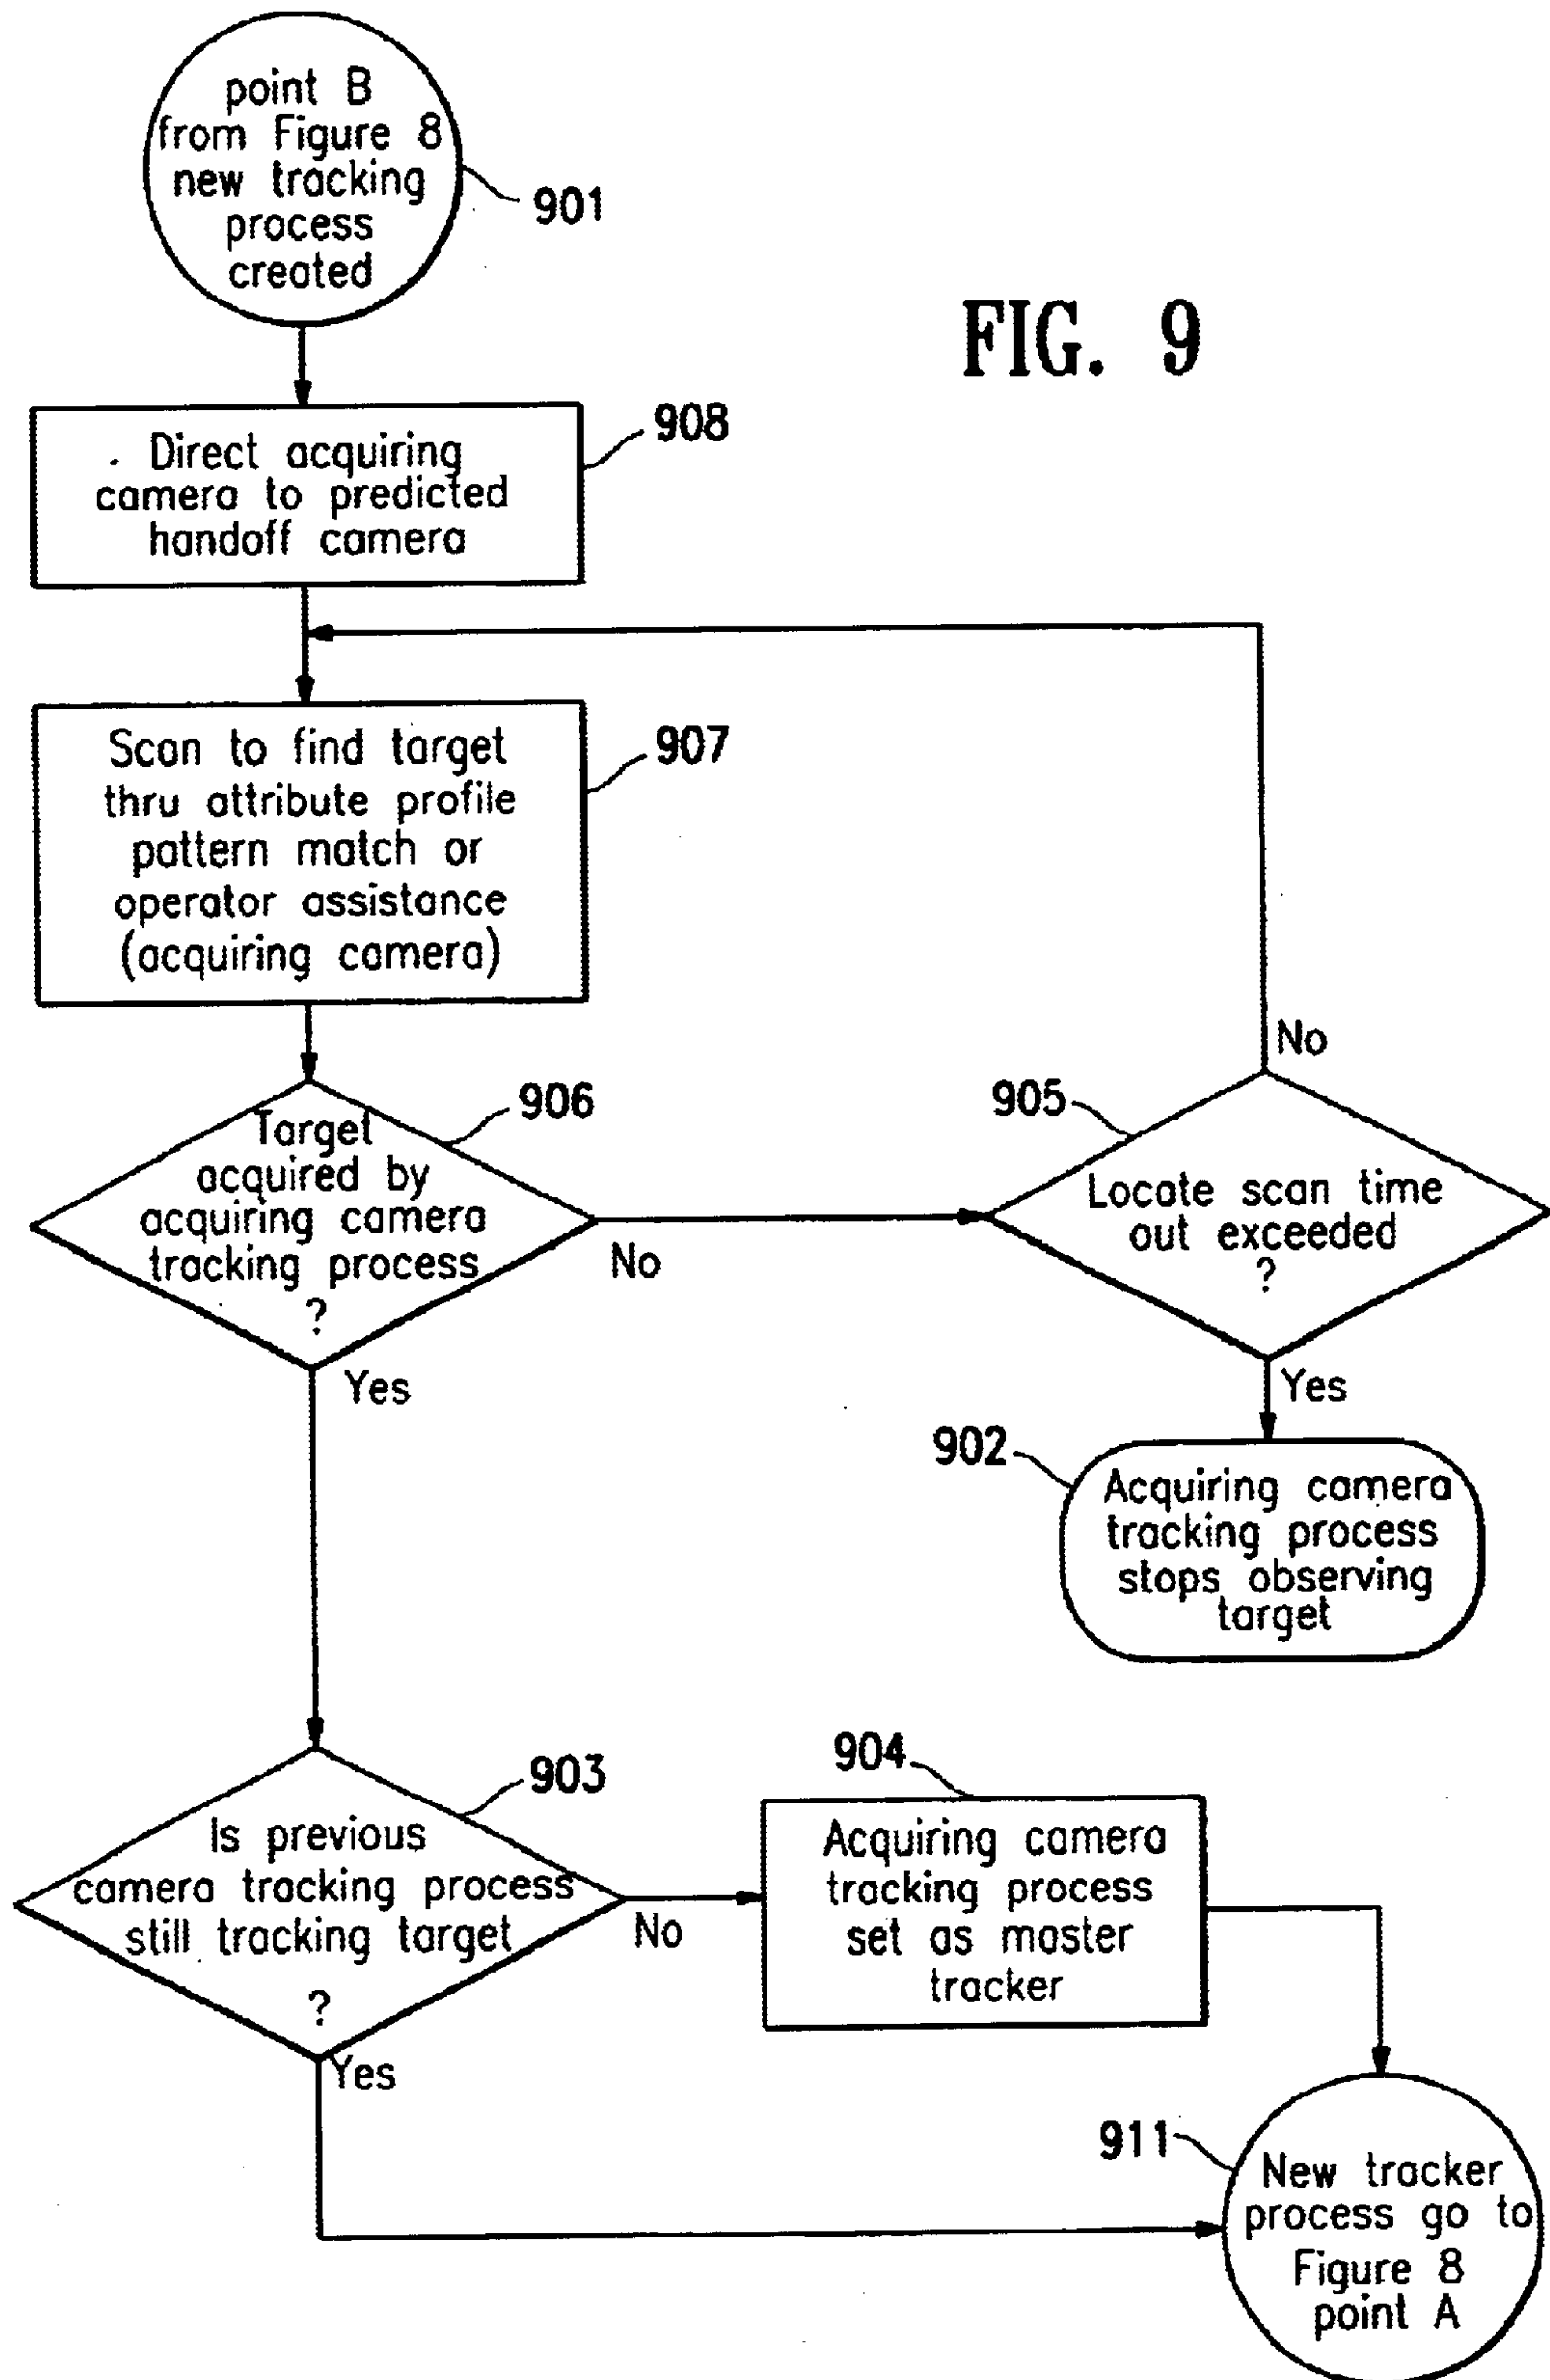 point B
from Figure 8
new tracking
process
created
901
FIG. 9
Direct acquiring
camera to predicted
handoff camera
908
Scan to find target
thru attribute profile
pattern match or
operator assistance
(acquiring camera)
907
Target
acquired by
acquiring camera
tracking process
?
906
No
Yes
905
Locate scan time
out exceeded
?
No
Yes
902
Acquiring camera
tracking process
stops observing
target
Is previous
camera tracking process
still tracking target
?
903
No
Yes
904
Acquiring camera
tracking process
set as master
tracker
911
New tracker
process go to
Figure 8
point A